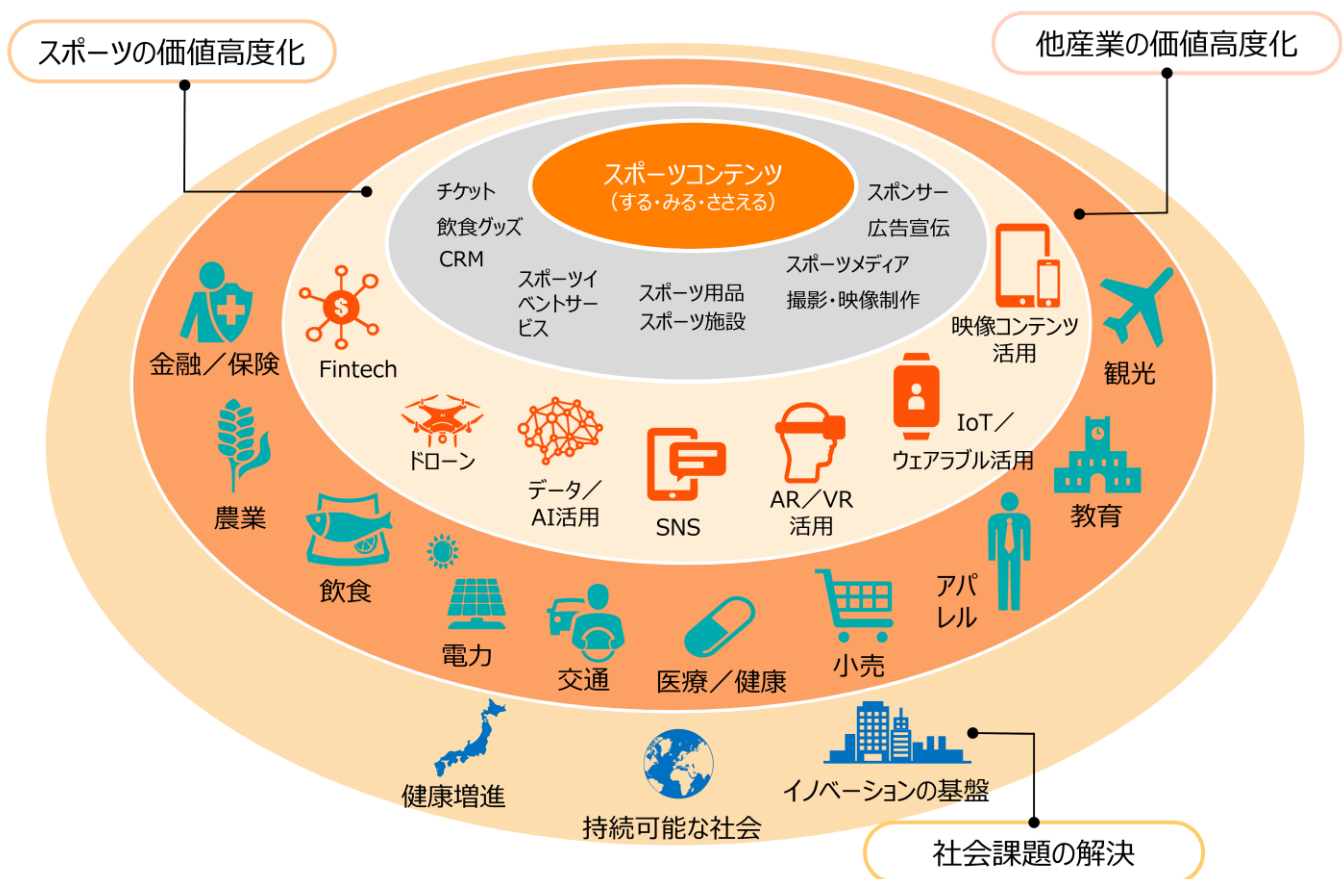 スポーツの価値高度化
他産業の価値高度化
スポーツコンテンツ
（する・みる・ささえる）
チケット
飲食グッズ
CRM
スポーツイ
ベントサー
ビス
スポーツ用品
スポーツ施設
スポンサー
広告宣伝
スポーツメディア
撮影・映像制作
Fintech
ドローン
データ／
AI活用
SNS
AR／VR
活用
IoT／
ウェアラブル活用
映像コンテンツ
活用
金融／保険
農業
飲食
電力
交通
医療／健康
小売
アパ
レル
教育
観光
健康増進
持続可能な社会
イノベーションの基盤
社会課題の解決